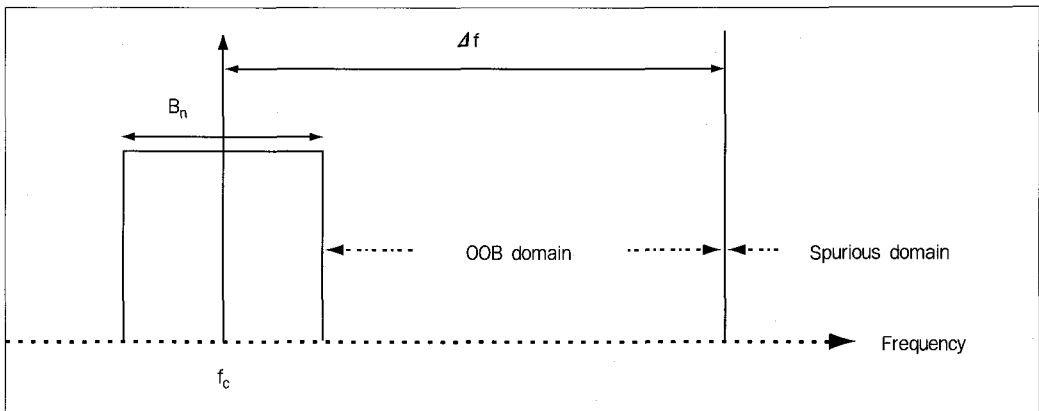 Δf
Bn
OOB domain
Spurious domain
Frequency
fc